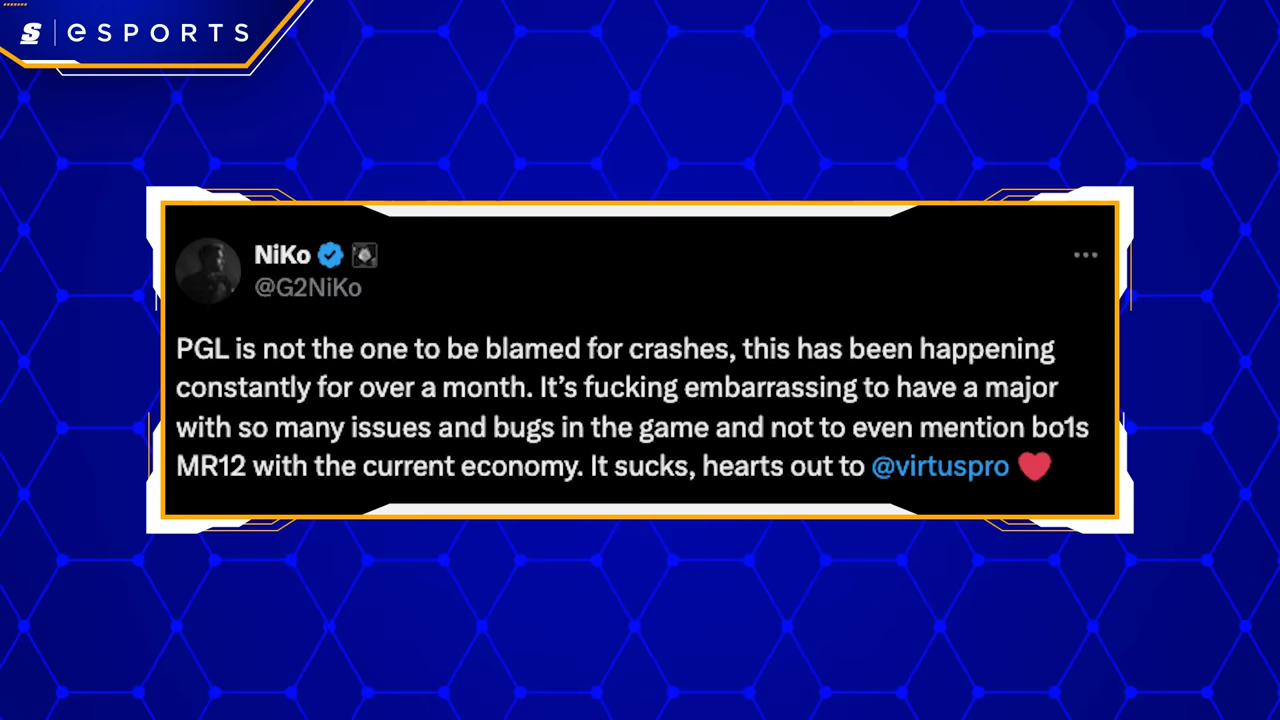 S | eSPORTS
NiKo
@G2NiKo
PGL is not the one to be blamed for crashes, this has been happening
constantly for over a month. It’s fucking embarrassing to have a major
with so many issues and bugs in the game and not to even mention bo1s
MR12 with the current economy. It sucks, hearts out to @virtuspro ❤️